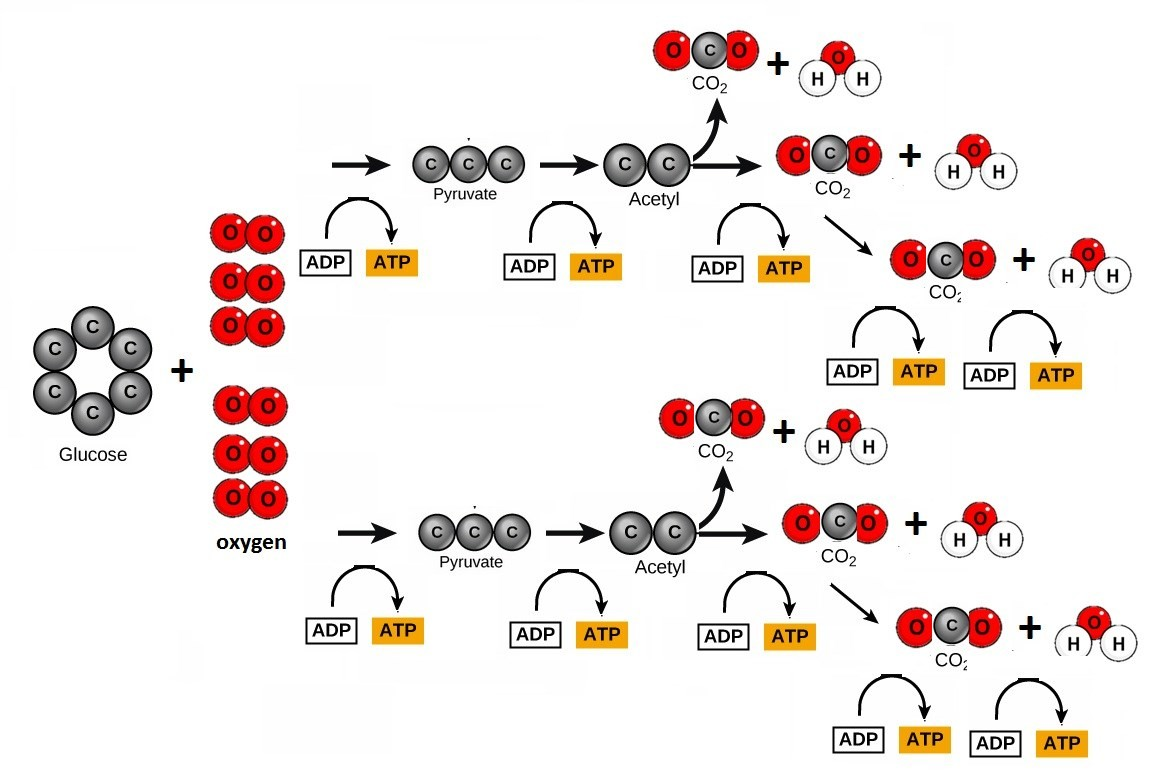 O C O + O
H H
CO2
C C C C C O C O + O
H H
Pyruvate Acetyl CO2
O O
ADP ATP ADP ATP ADP ATP
O C O + O
H H
CO2
O O
O O
C
C C
C C
C
+
ADP ATP ADP ATP
Glucose
O O
O O
O O
oxygen
O C O + O
H H
CO2
C C C C C O C O + O
H H
Pyruvate Acetyl CO2
ADP ATP ADP ATP ADP ATP
O C O + O
H H
CO2
ADP ATP ADP ATP